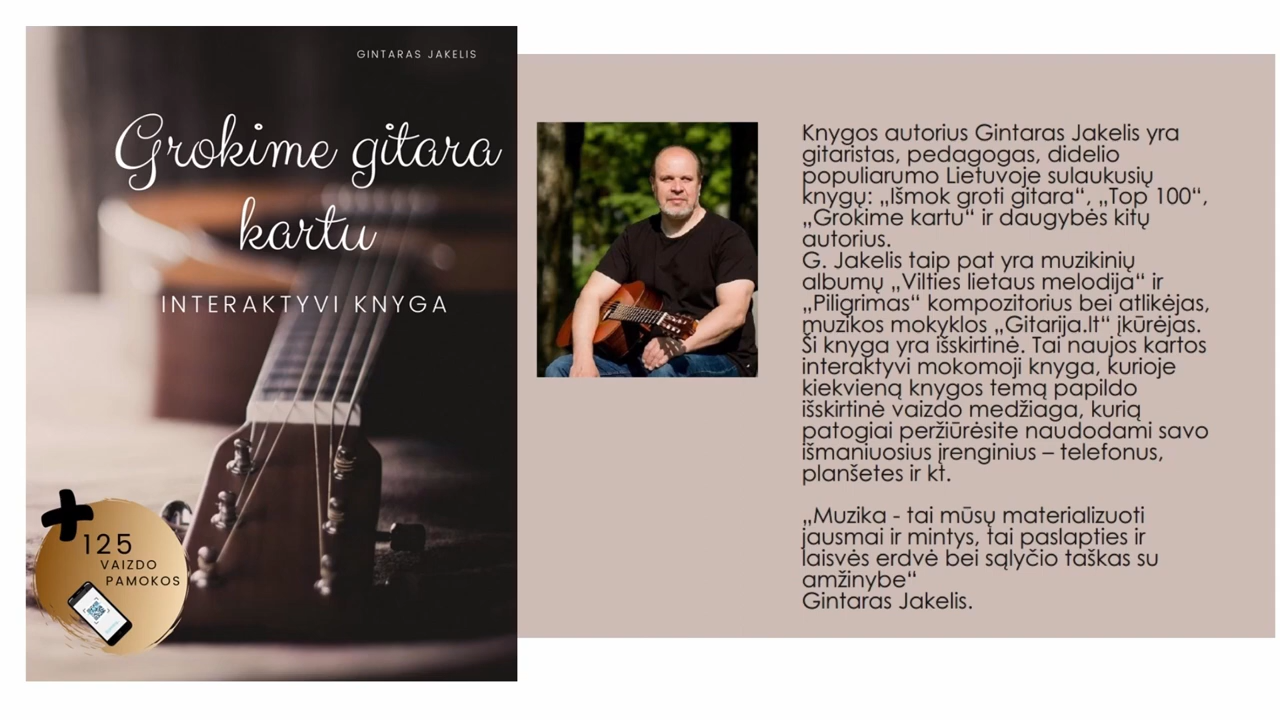 GINTARAS JAKELIS
Grokime gitara
kartu
INTERAKTYVI KNYGA
125
VAIZDO
PAMOKOS
Knygos autorius Gintaras Jakelis yra
gitaristas, pedagogas, didelio
populiarumo Lietuvoje sulaukusių
knygų: „Išmok groti gitara“, „Top 100“,
„Grokime kartu“ ir daugybės kitų
autorius.
G. Jakelis taip pat yra muzikinių
albumų „Vilties lietaus melodija“ ir
„Piligrimas“ kompozitorius bei atlikėjas,
muzikos mokyklos „Gitarija.lt“ įkūrėjas.
Ši knyga yra išskirtinė. Tai naujos kartos
interaktyvi mokomoji knyga, kurioje
kiekvieną knygos temą papildo
išskirtinė vaizdo medžiaga, kurią
patogiai peržiūrėsite naudodami savo
išmaniuosius įrenginius – telefonus,
planšetes ir kt.
„Muzika - tai mūsų materializuoti
jausmai ir mintys, tai paslapties ir
laisvės erdvė bei sąlyčio taškas su
amžinybe“
Gintaras Jakelis.